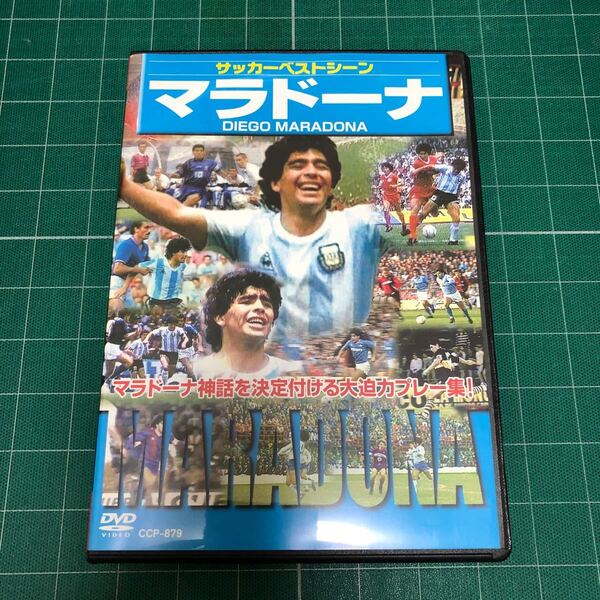 サッカーベストシーン
マラドーナ
DIEGO MARADONA
マラドーナ神話を決定付ける大迫力プレー集!
MARADONA
DVD
VIDEO
CCP-879